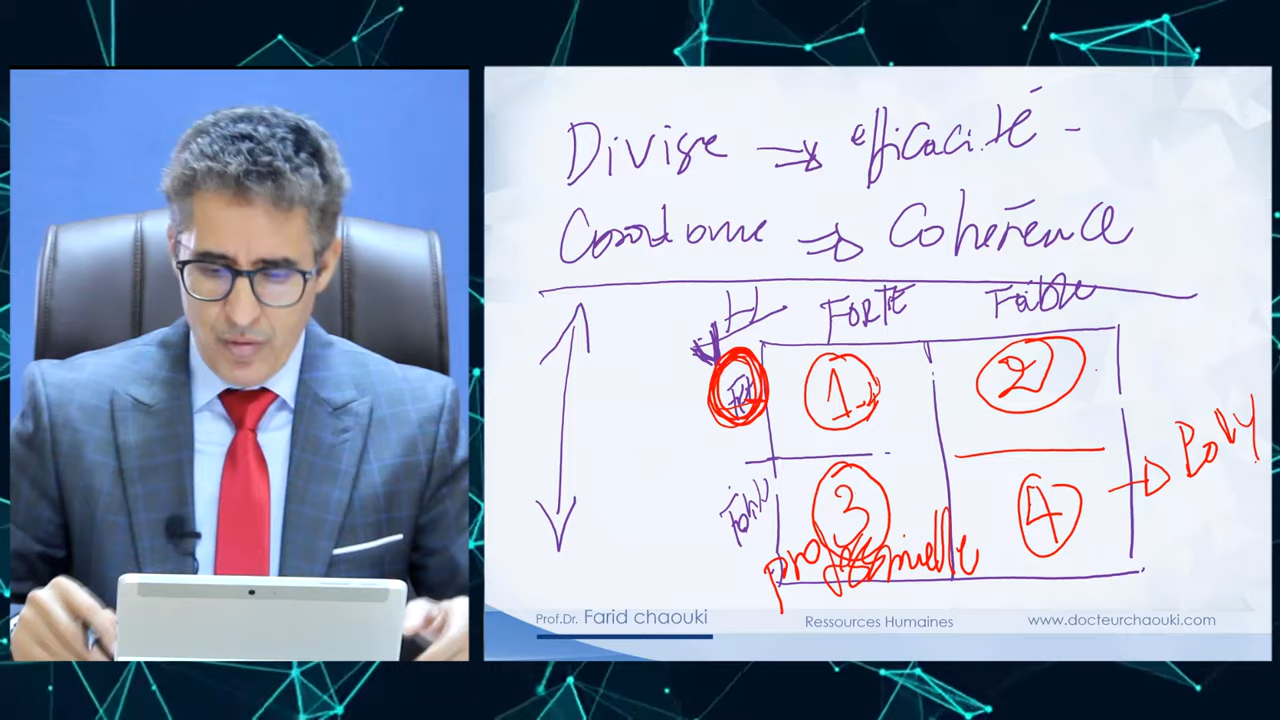 Divise ⇒ efficacité -
Coordonne ⇒ Cohérence
H FORTE Faible
Fort 1 2
Faible 3 4 → Poly
professionnelle
Prof.Dr. Farid chaouki
Ressources Humaines
www.docteurchaouki.com